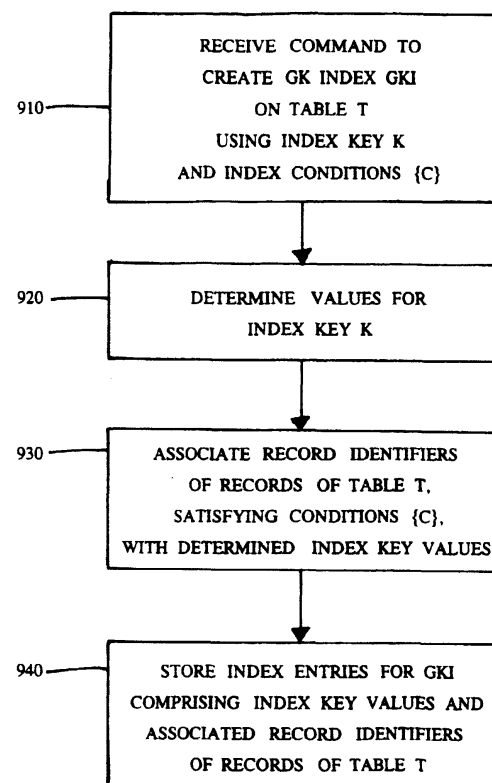 RECEIVE COMMAND TO
CREATE GK INDEX GKI
910
ON TABLE T
USING INDEX KEY K
AND INDEX CONDITIONS {C}
920
DETERMINE VALUES FOR
INDEX KEY K
930
ASSOCIATE RECORD IDENTIFIERS
OF RECORDS OF TABLE T,
SATISFYING CONDITIONS {C},
WITH DETERMINED INDEX KEY VALUES
940
STORE INDEX ENTRIES FOR GKI
COMPRISING INDEX KEY VALUES AND
ASSOCIATED RECORD IDENTIFIERS
OF RECORDS OF TABLE T